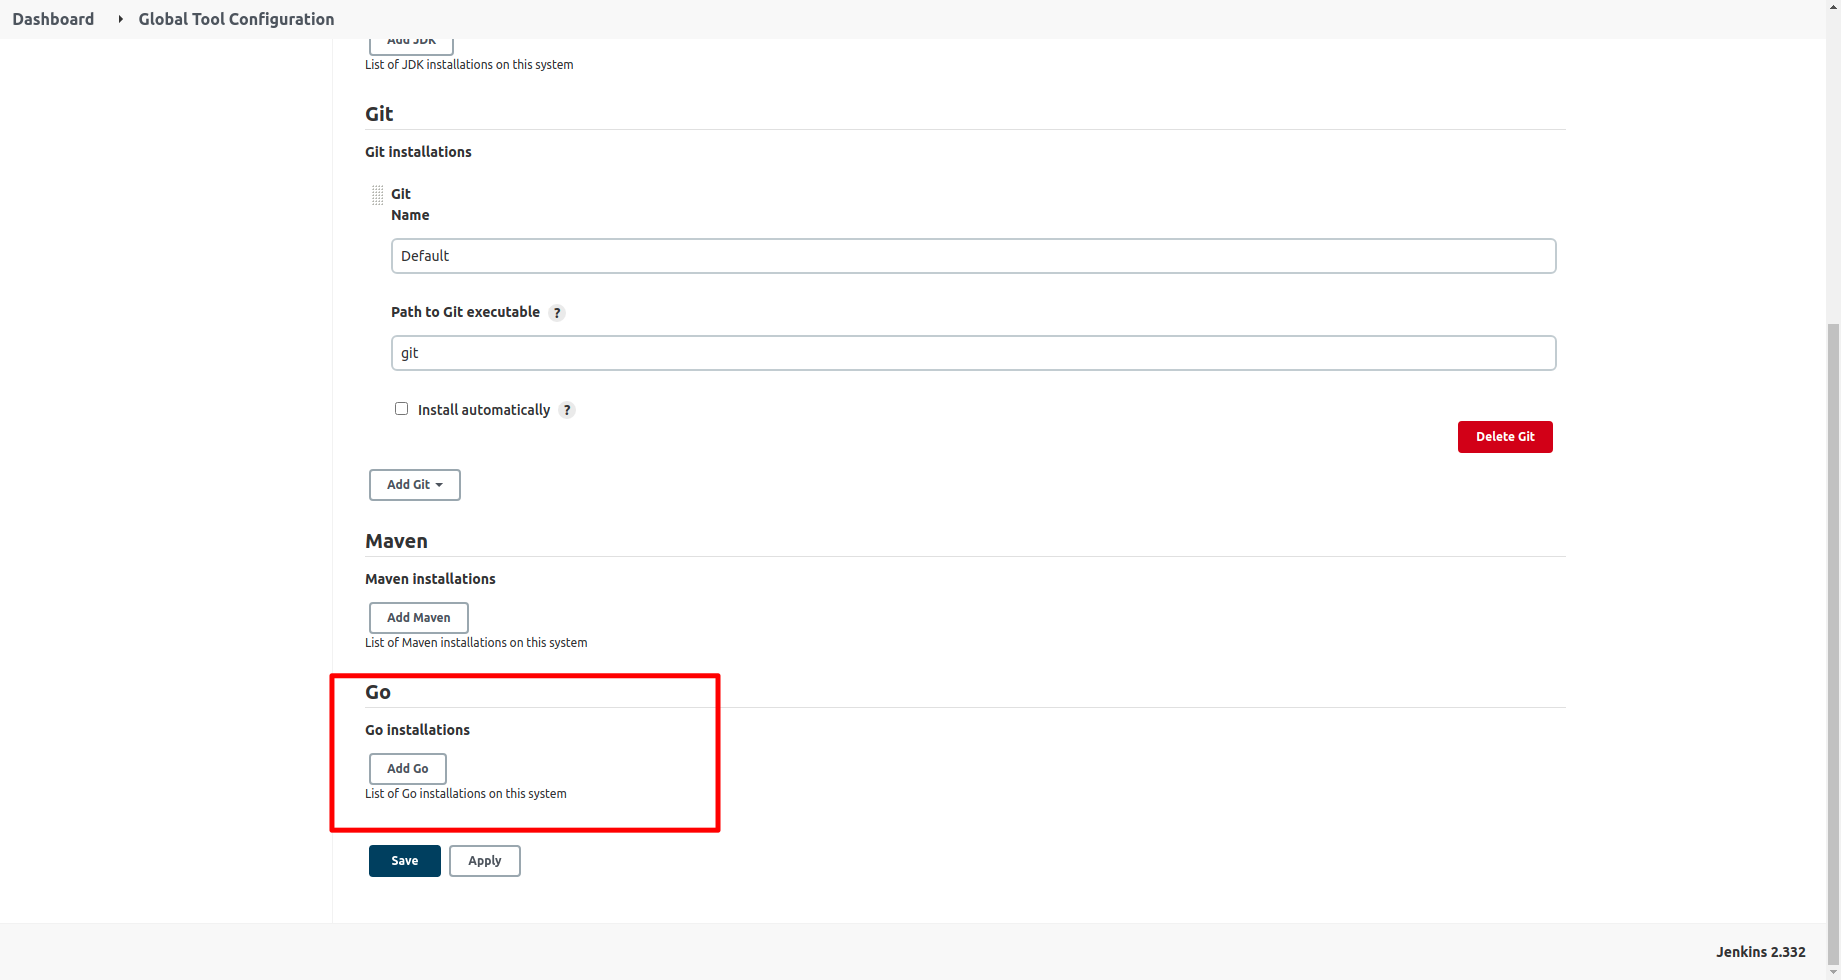 Dashboard Global Tool Configuration
Add JDK
List of JDK installations on this system
Git
Git installations
Git
Name
Default
Path to Git executable ?
git
Install automatically ?
Delete Git
Add Git
Maven
Maven installations
Add Maven
List of Maven installations on this system
Go
Go installations
Add Go
List of Go installations on this system
Save Apply
Jenkins 2.332